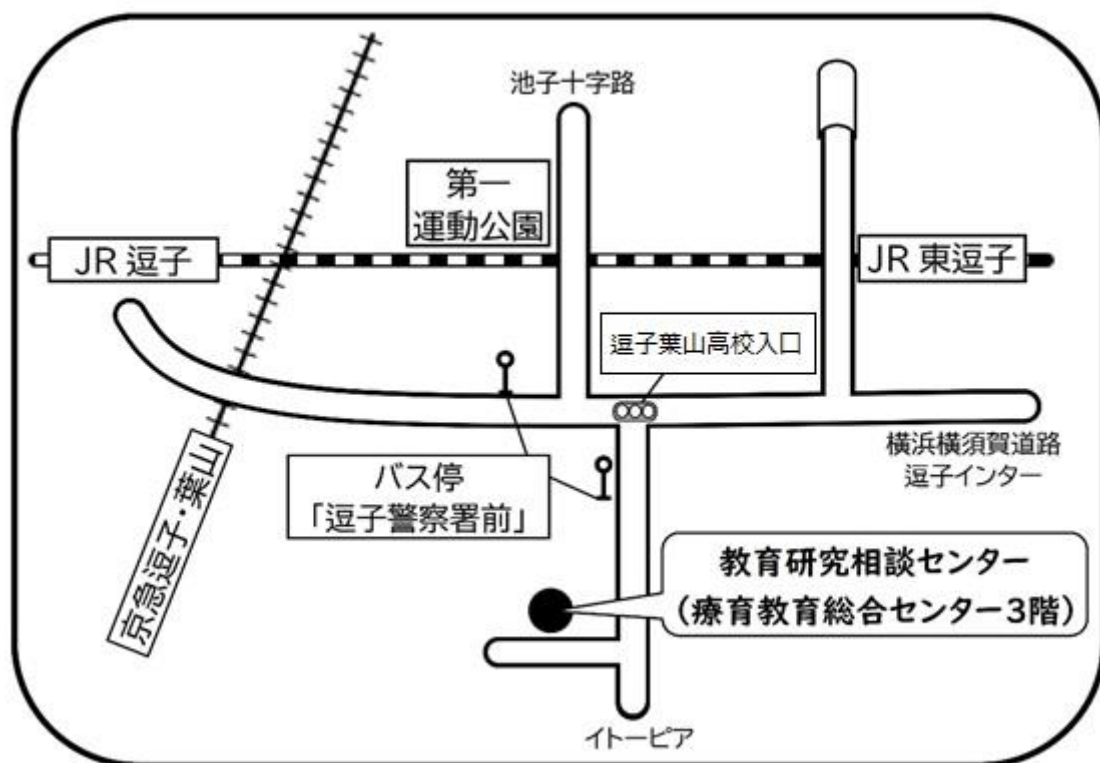 池子十字路
第一
運動公園
JR 逗子
JR 東逗子
逗子葉山高校入口
横浜横須賀道路
逗子インター
バス停
「逗子警察署前」
京急逗子・葉山
教育研究相談センター
(療育教育総合センター3階)
イトーピア